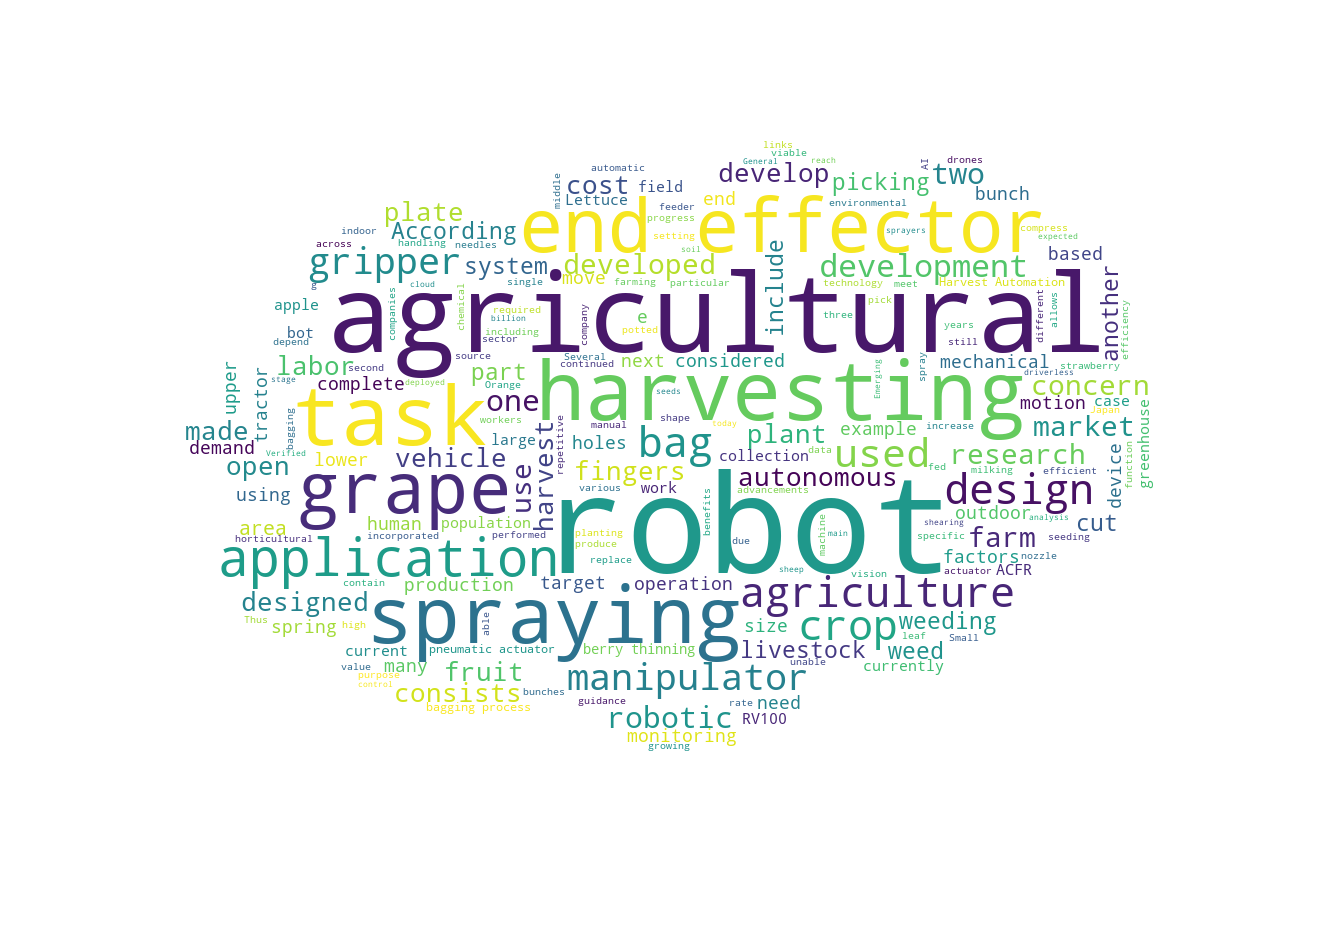 links
viable
General
reach
automatic
AI
drones
middle
cost
field
develop
picking
two
Lettuce
feeder
end
environmental
bunch
plate
According
progress
end effector
sprayers
compress
indoor
across
handling
needles
setting
soil
expected
gripper
system
developed
include
development
based
another
g
cloud
single
move
farming
particular
technology
meet
Harvest Automation
apple
companies
chemical
required
billion
agricultural
potted
e
company
three
pick
different
allows
efficiency
bot
including
sector
years
still
depend
source
Several
continued
next
considered
spray
mechanical
strawberry
labor
second
part
harvesting
Emerging
driverless
stage
complete
deployed
Orange
seeds
concern
upper
tractor
bagging
task
one
workers
shape
manual
today
motion
case
Japan
made
demand
large
holes
bag
plant
example
increase
market
Verified
lower
vehicle
repetitive
collection
data
used
research
greenhouse
open
use
harvest
fingers
fed
milking
efficient
device
function
using
grape
various
work
benefits
advancements
autonomous
design
area
human
population
robot
outdoor
analysis
cut
horticultural
incorporated
performed
planting
produce
due
machine
main
shearing
specific
farm
seeding
application
replace
vision
sheep
factors
nozzle
actuator
ACFR
contain
production
target
operation
agriculture
designed
spraying
able
Thus
spring
high
size
crop
weeding
leaf
Small
current
pneumatic actuator
berry thinning
livestock
weed
value
many
fruit
unable
currently
purpose
control
consists
bunches
manipulator
bagging process
guidance
rate
need
robotic
RV100
monitoring
growing